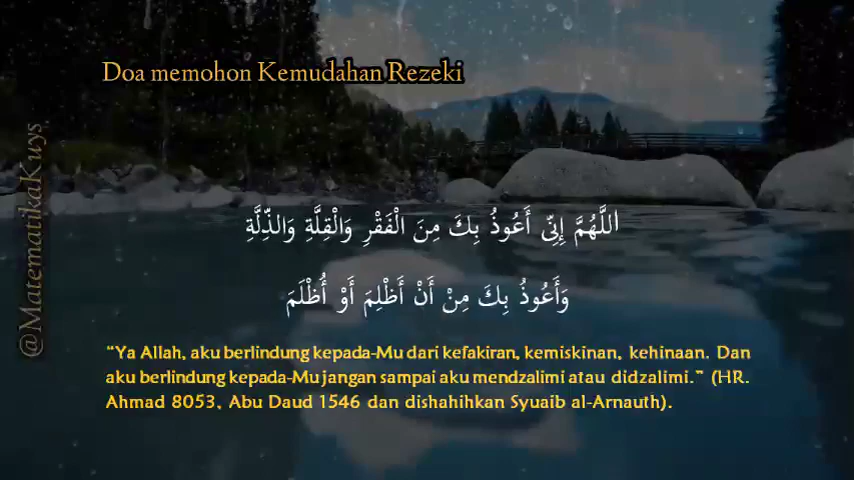 Doa memohon Kemudahan Rezeki
@MatematikaKuys
اللَّهُمَّ إِنِّى أَعُوذُ بِكَ مِنَ الْفَقْرِ وَالْقِلَّةِ وَالذِّلَّةِ
وَأَعُوذُ بِكَ مِنْ أَنْ أَظْلِمَ أَوْ أُظْلَمَ
“Ya Allah, aku berlindung kepada-Mu dari kefakiran, kemiskinan, kehinaan. Dan
aku berlindung kepada-Mu jangan sampai aku mendzalimi atau didzalimi.” (HR.
Ahmad 8053, Abu Daud 1546 dan dishahihkan Syuaib al-Arnauth).